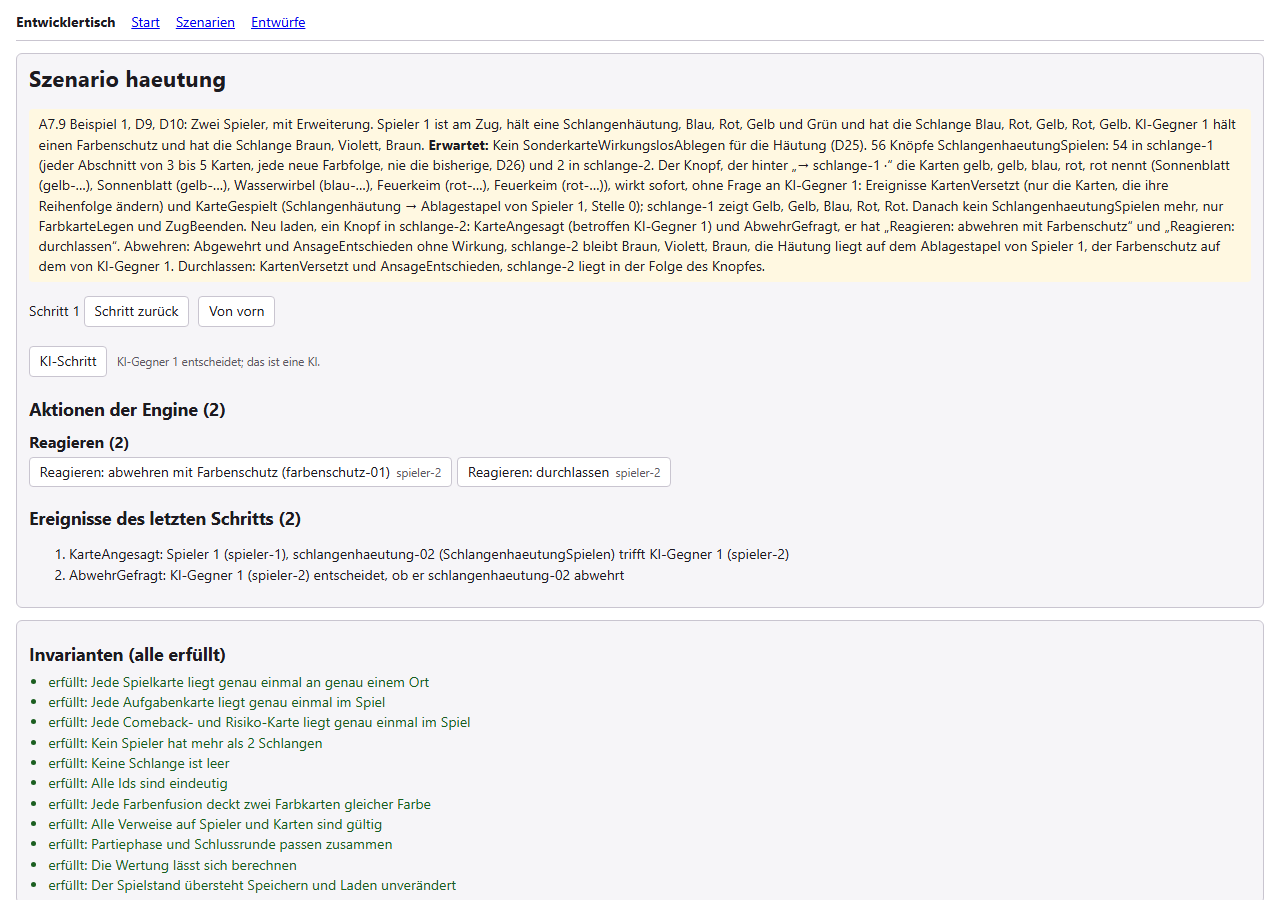 Entwicklertisch Start Szenarien Entwürfe
Szenario haeutung
A7.9 Beispiel 1, D9, D10: Zwei Spieler, mit Erweiterung. Spieler 1 ist am Zug, hält eine Schlangenhäutung, Blau, Rot, Gelb und Grün und hat die Schlange Blau, Rot, Gelb, Rot, Gelb. KI-Gegner 1 hält
einen Farbenschutz und hat die Schlange Braun, Violett, Braun. Erwartet: Kein SonderkarteWirkungslosAblegen für die Häutung (D25). 56 Knöpfe SchlangenhaeutungSpielen: 54 in schlange-1
(jeder Abschnitt von 3 bis 5 Karten, jede neue Farbfolge, nie die bisherige, D26) und 2 in schlange-2. Der Knopf, der hinter „→ schlange-1 ·“ die Karten gelb, gelb, blau, rot, rot nennt (Sonnenblatt
(gelb-...), Sonnenblatt (gelb-...), Wasserwirbel (blau-...), Feuerkeim (rot-...), Feuerkeim (rot-...)), wirkt sofort, ohne Frage an KI-Gegner 1: Ereignisse KartenVersetzt (nur die Karten, die ihre
Reihenfolge ändern) und KarteGespielt (Schlangenhäutung → Ablagestapel von Spieler 1, Stelle 0); schlange-1 zeigt Gelb, Gelb, Blau, Rot, Rot. Danach kein SchlangenhaeutungSpielen mehr, nur
FarbkarteLegen und ZugBeenden. Neu laden, ein Knopf in schlange-2: KarteAngesagt (betroffen KI-Gegner 1) und AbwehrGefragt, er hat „Reagieren: abwehren mit Farbenschutz“ und „Reagieren:
durchlassen“. Abwehren: Abgewehrt und AnsageEntschieden ohne Wirkung, schlange-2 bleibt Braun, Violett, Braun, die Häutung liegt auf dem Ablagestapel von Spieler 1, der Farbenschutz auf
dem von KI-Gegner 1. Durchlassen: KartenVersetzt und AnsageEntschieden, schlange-2 liegt in der Folge des Knopfes.
Schritt 1 Schritt zurück Von vorn
KI-Schritt KI-Gegner 1 entscheidet; das ist eine KI.
Aktionen der Engine (2)
Reagieren (2)
Reagieren: abwehren mit Farbenschutz (farbenschutz-01) spieler-2 Reagieren: durchlassen spieler-2
Ereignisse des letzten Schritts (2)
1. KarteAngesagt: Spieler 1 (spieler-1), schlangenhaeutung-02 (SchlangenhaeutungSpielen) trifft KI-Gegner 1 (spieler-2)
2. AbwehrGefragt: KI-Gegner 1 (spieler-2) entscheidet, ob er schlangenhaeutung-02 abwehrt
Invarianten (alle erfüllt)
• erfüllt: Jede Spielkarte liegt genau einmal an genau einem Ort
• erfüllt: Jede Aufgabenkarte liegt genau einmal im Spiel
• erfüllt: Jede Comeback- und Risiko-Karte liegt genau einmal im Spiel
• erfüllt: Kein Spieler hat mehr als 2 Schlangen
• erfüllt: Keine Schlange ist leer
• erfüllt: Alle Ids sind eindeutig
• erfüllt: Jede Farbenfusion deckt zwei Farbkarten gleicher Farbe
• erfüllt: Alle Verweise auf Spieler und Karten sind gültig
• erfüllt: Partiephase und Schlussrunde passen zusammen
• erfüllt: Die Wertung lässt sich berechnen
• erfüllt: Der Spielstand übersteht Speichern und Laden unverändert